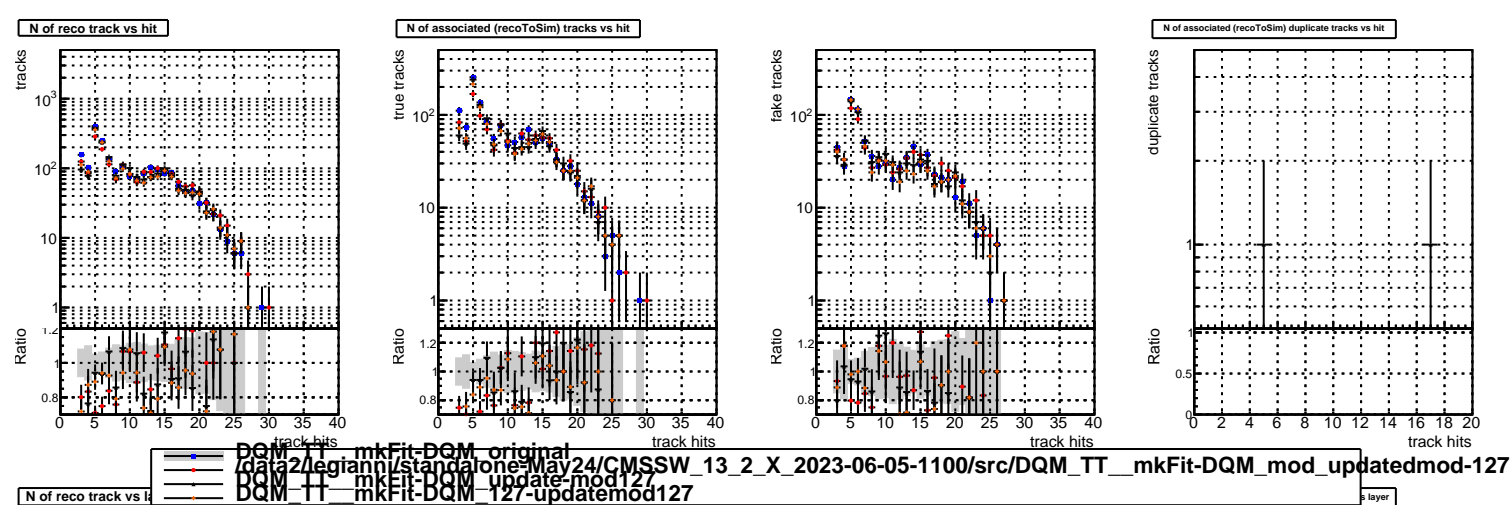 N of reco track vs hit
N of associated (recoToSim) tracks vs hit
N of associated (recoToSim) duplicate tracks vs hit
tracks
10³
10²
10
1
true tracks
10²
10
1
fake tracks
10²
10
1
duplicate tracks
1
Ratio
1.2
1
0.8
Ratio
1.2
1
0.8
Ratio
1.2
1
0.8
Ratio
1
0.5
0
0 5 10 15 20 25 30 35 40
0 5 10 15 20 25 30 35 40
0 5 10 15 20 25 30 35 40
0 2 4 6 8 10 12 14 16 18 20
track hits
track hits
track hits
track hits
DQM_TT__mkFit-DQM_original
/data2/legianni/standalone-May24/CMSSW_13_2_X_2023-06-05-1100/src/DQM_TT__mkFit-DQM_mod_updatedmod-127
DQM_TT__mkFit-DQM_update-mod127
DQM_TT__mkFit-DQM_127-updatemod127
N of reco track vs la
s layer